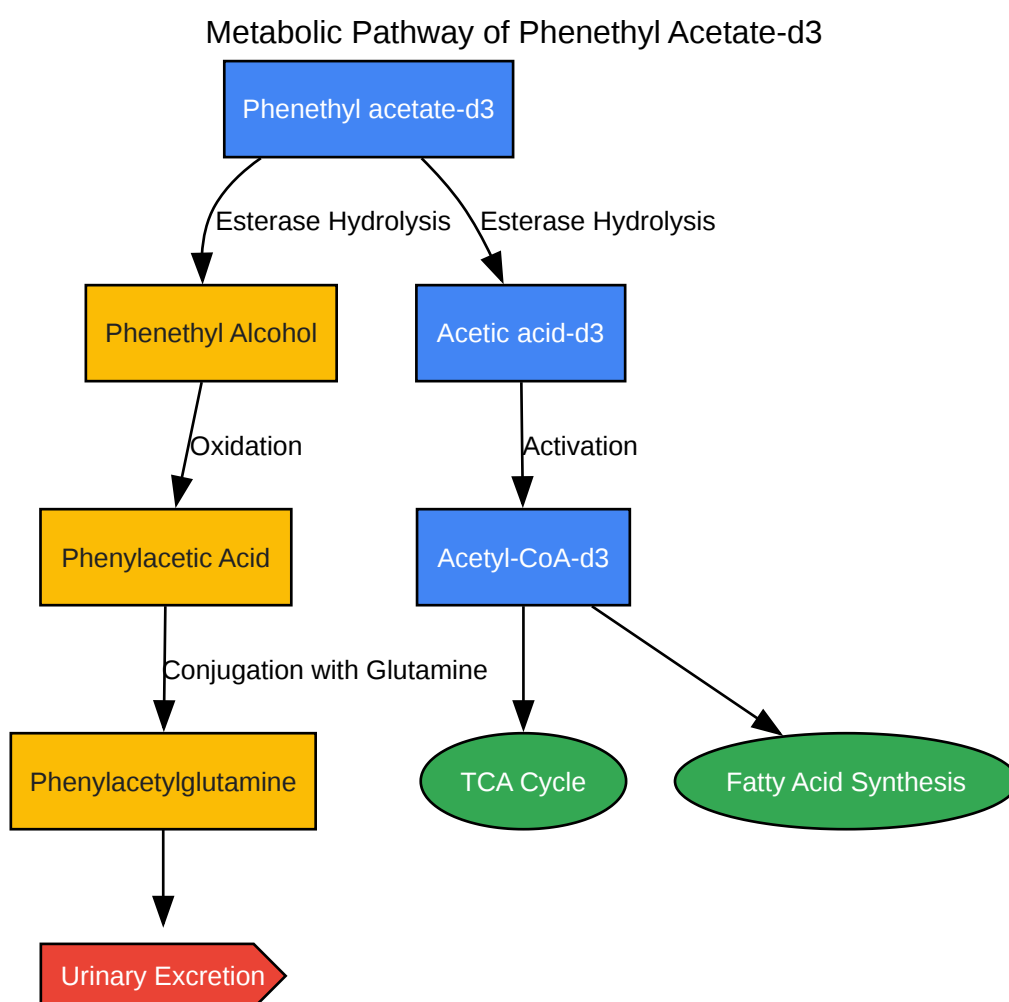 Metabolic Pathway of Phenethyl Acetate-d3
Phenethyl acetate-d3
Esterase Hydrolysis
Esterase Hydrolysis
Phenethyl Alcohol
Acetic acid-d3
Oxidation
Activation
Phenylacetic Acid
Acetyl-CoA-d3
Conjugation with Glutamine
Phenylacetylglutamine
TCA Cycle
Fatty Acid Synthesis
Urinary Excretion